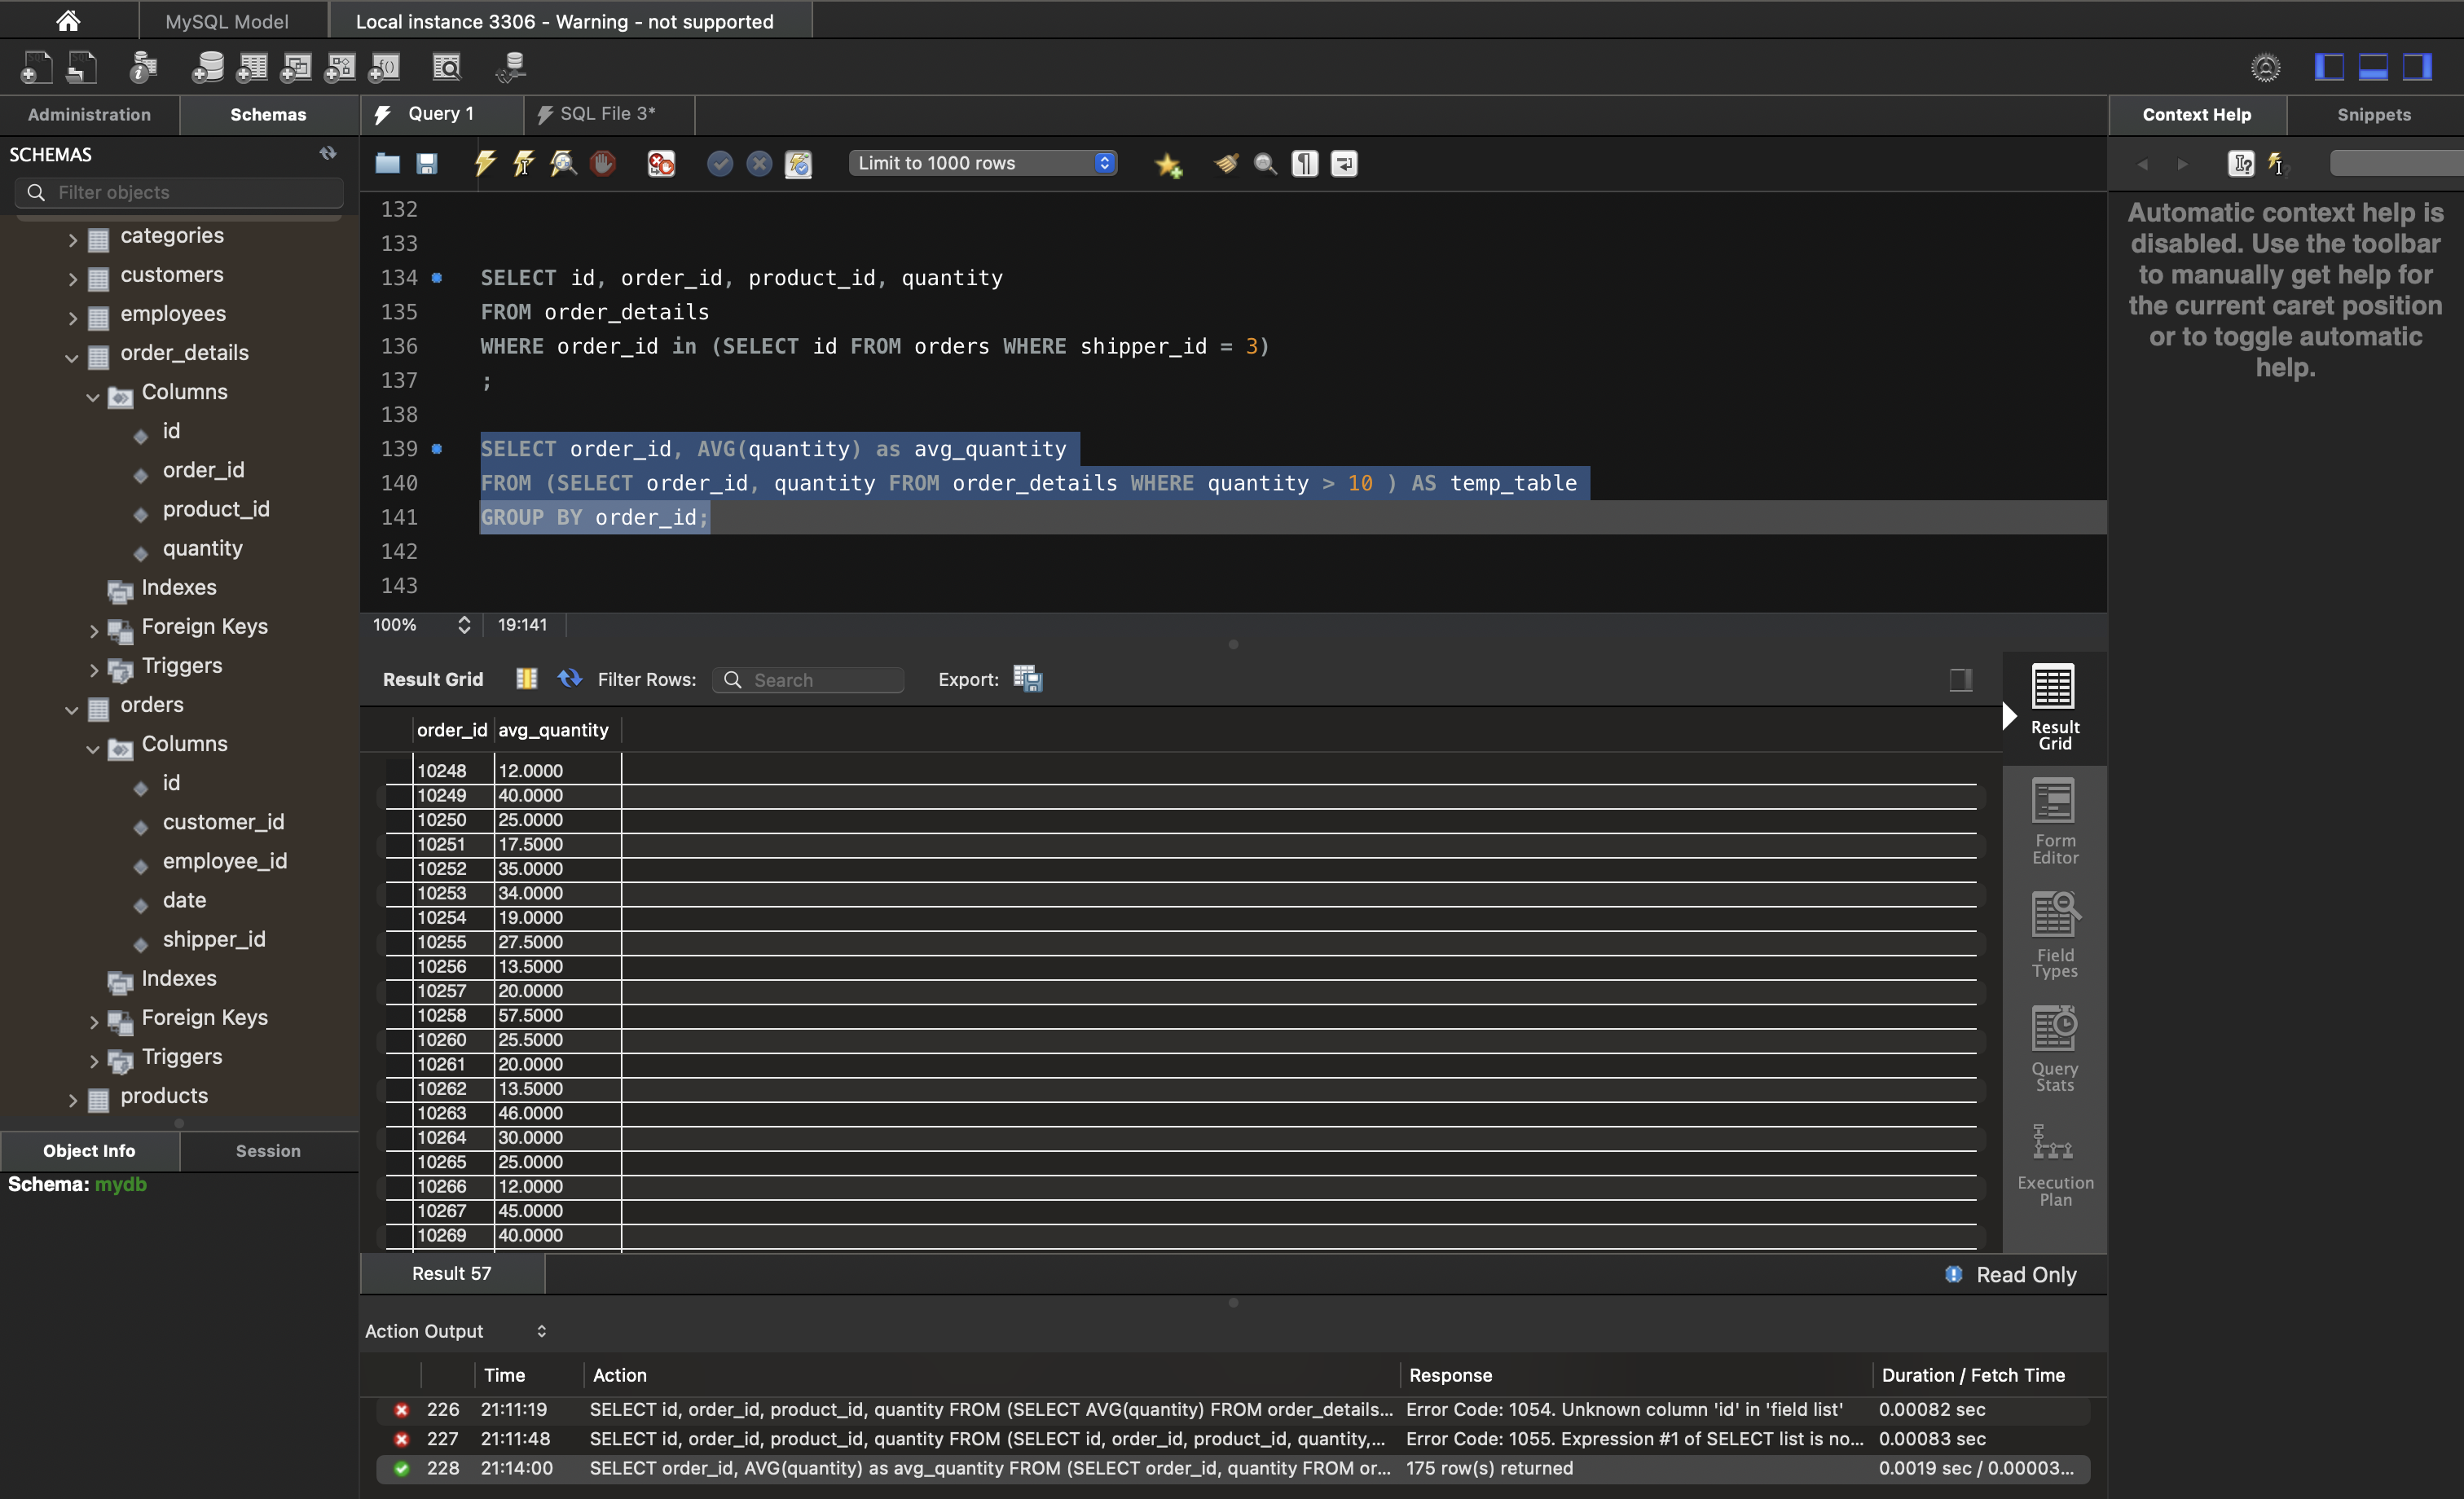 MySQL Model
Local instance 3306 - Warning - not supported
Administration
Schemas
Query 1
SQL File 3*
Context Help
Snippets
SCHEMAS
Filter objects
Limit to 1000 rows
Automatic context help is
disabled. Use the toolbar
to manually get help for
the current caret position
or to toggle automatic
help.
categories
customers
employees
order_details
Columns
id
order_id
product_id
quantity
Indexes
Foreign Keys
Triggers
orders
Columns
id
customer_id
employee_id
date
shipper_id
Indexes
Foreign Keys
Triggers
products
Object Info
Session
Schema: mydb
132
133
134 SELECT id, order_id, product_id, quantity
135 FROM order_details
136 WHERE order_id in (SELECT id FROM orders WHERE shipper_id = 3)
137 ;
138
139 SELECT order_id, AVG(quantity) as avg_quantity
140 FROM (SELECT order_id, quantity FROM order_details WHERE quantity > 10 ) AS temp_table
141 GROUP BY order_id;
142
143
100% 19:141
Result Grid Filter Rows: Search Export:
order_id avg_quantity
10248 12.0000
10249 40.0000
10250 25.0000
10251 17.5000
10252 35.0000
10253 34.0000
10254 19.0000
10255 27.5000
10256 13.5000
10257 20.0000
10258 57.5000
10260 25.5000
10261 20.0000
10262 13.5000
10263 46.0000
10264 30.0000
10265 25.0000
10266 12.0000
10267 45.0000
10269 40.0000
Result
Grid
Form
Editor
Field
Types
Query
Stats
Execution
Plan
Result 57
Read Only
Action Output
Time Action Response Duration / Fetch Time
226 21:11:19 SELECT id, order_id, product_id, quantity FROM (SELECT AVG(quantity) FROM order_details... Error Code: 1054. Unknown column 'id' in 'field list' 0.00082 sec
227 21:11:48 SELECT id, order_id, product_id, quantity FROM (SELECT id, order_id, product_id, quantity,... Error Code: 1055. Expression #1 of SELECT list is no... 0.00083 sec
228 21:14:00 SELECT order_id, AVG(quantity) as avg_quantity FROM (SELECT order_id, quantity FROM or... 175 row(s) returned 0.0019 sec / 0.00003...